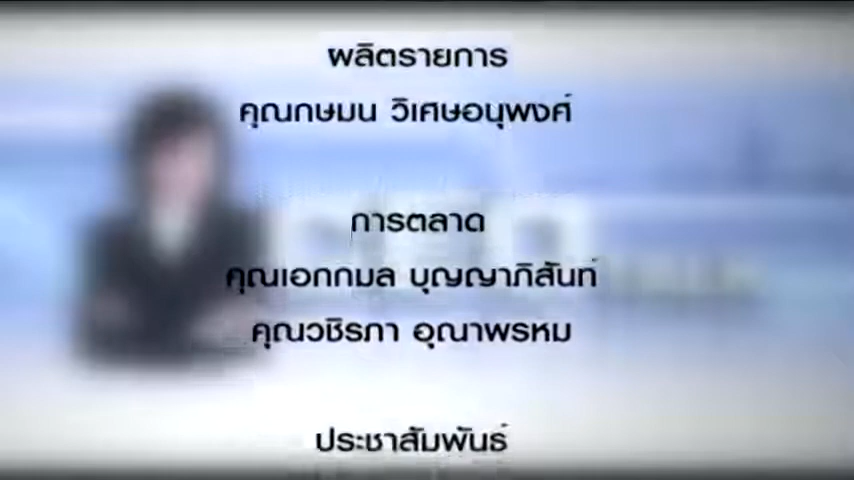 ผลิตรายการ
คุณกษมน วิเศษอนุพงศ์
การตลาด
คุณเอกกมล บุญญาภิสันท์
คุณวชิรภา อุณาพรหม
ประชาสัมพันธ์